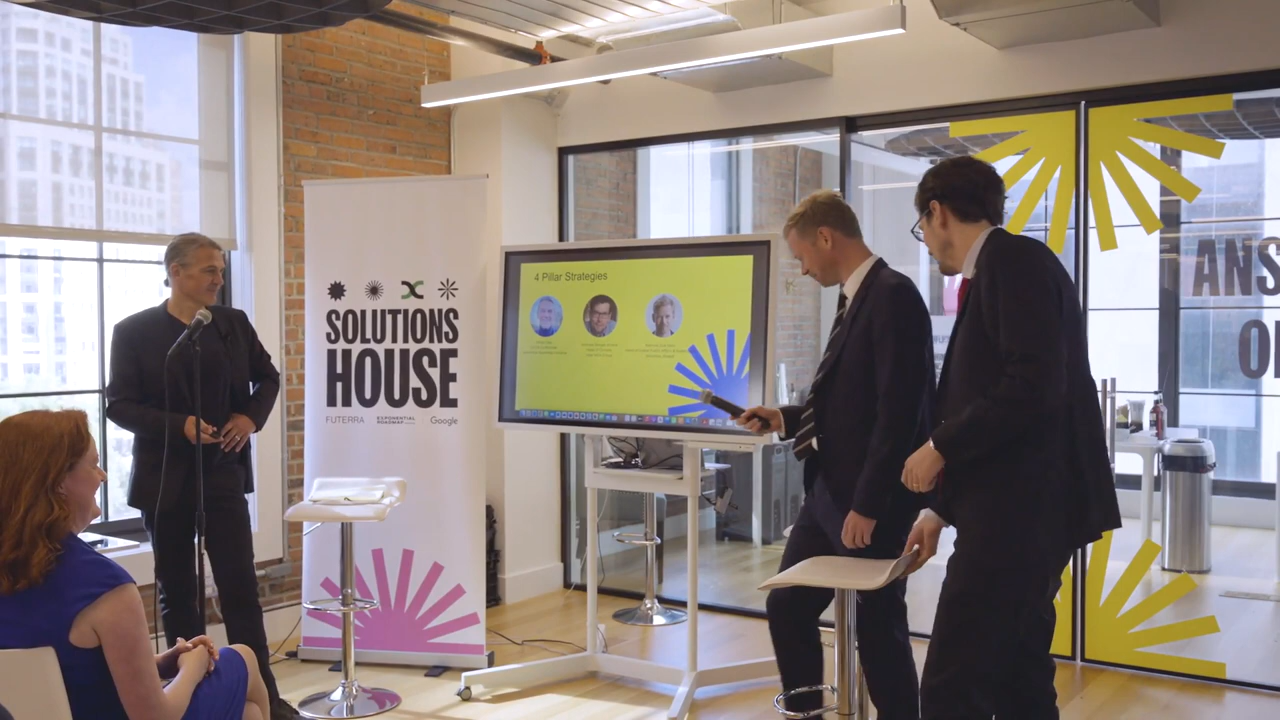 SOLUTIONS
HOUSE
FUTERRA
EXPONENTIAL
ROADMAP
Google
4 Pillar Strategies
ANS
O